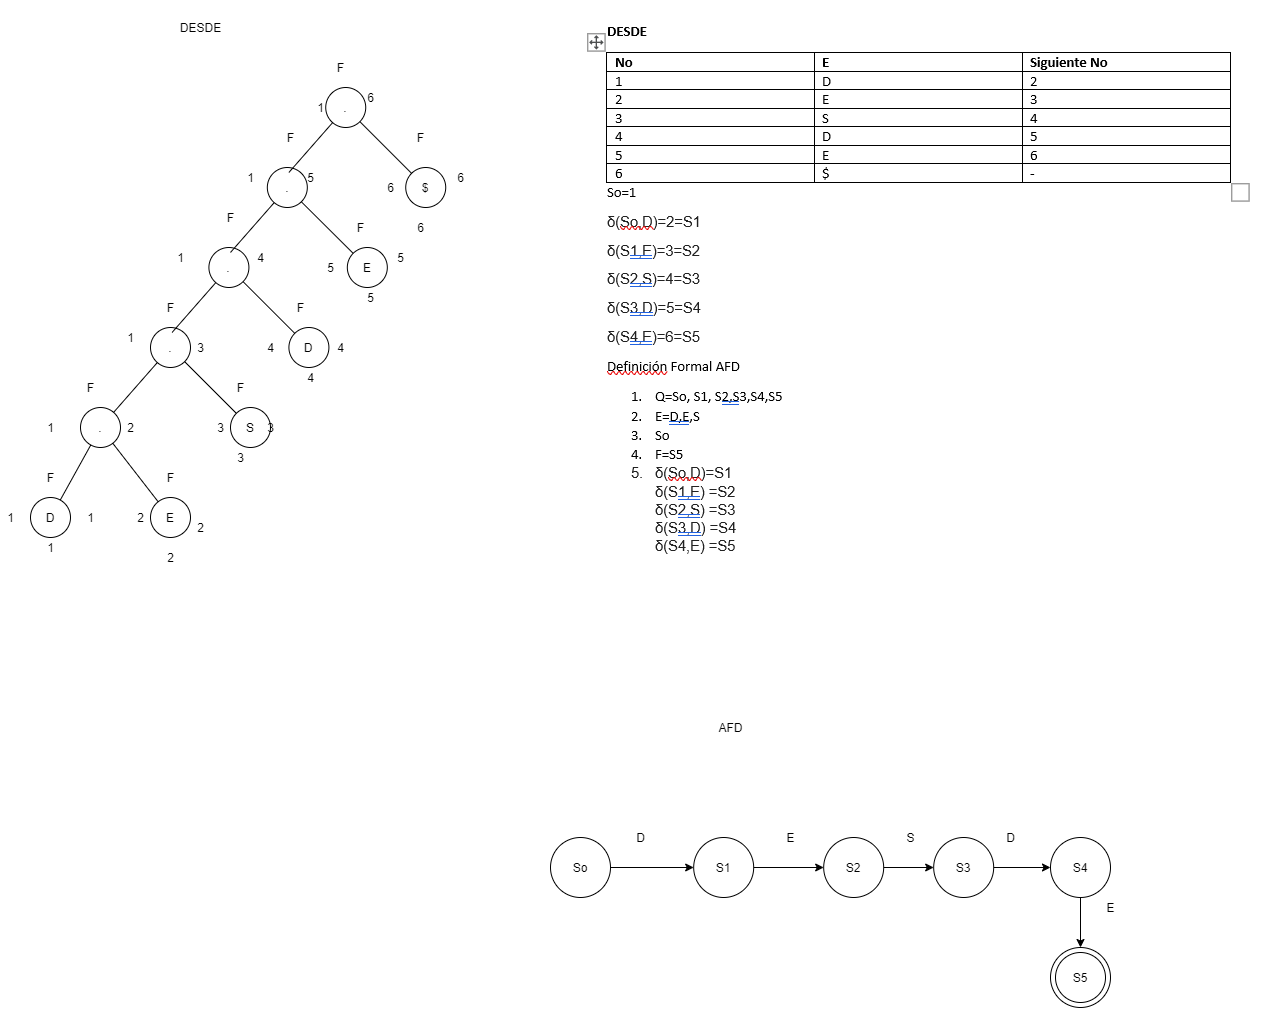 DESDE
F
1 . 6
F F
1 . 5 6 $ 6
F F 6
1 . 4 5 E 5
F F 5
1 . 3 4 D 4
F F 4
1 . 2 3 S 3
F F 3
1 D 1 2 E 2
1 2
DESDE
No E Siguiente No
1 D 2
2 E 3
3 S 4
4 D 5
5 E 6
6 $ -
So=1
δ(So,D)=2=S1
δ(S1,E)=3=S2
δ(S2,S)=4=S3
δ(S3,D)=5=S4
δ(S4,E)=6=S5
Definición Formal AFD
1. Q=So, S1, S2,S3,S4,S5
2. E=D,E,S
3. So
4. F=S5
5. δ(So,D)=S1
δ(S1,E) =S2
δ(S2,S) =S3
δ(S3,D) =S4
δ(S4,E) =S5
AFD
D E S D
So S1 S2 S3 S4
E
S5